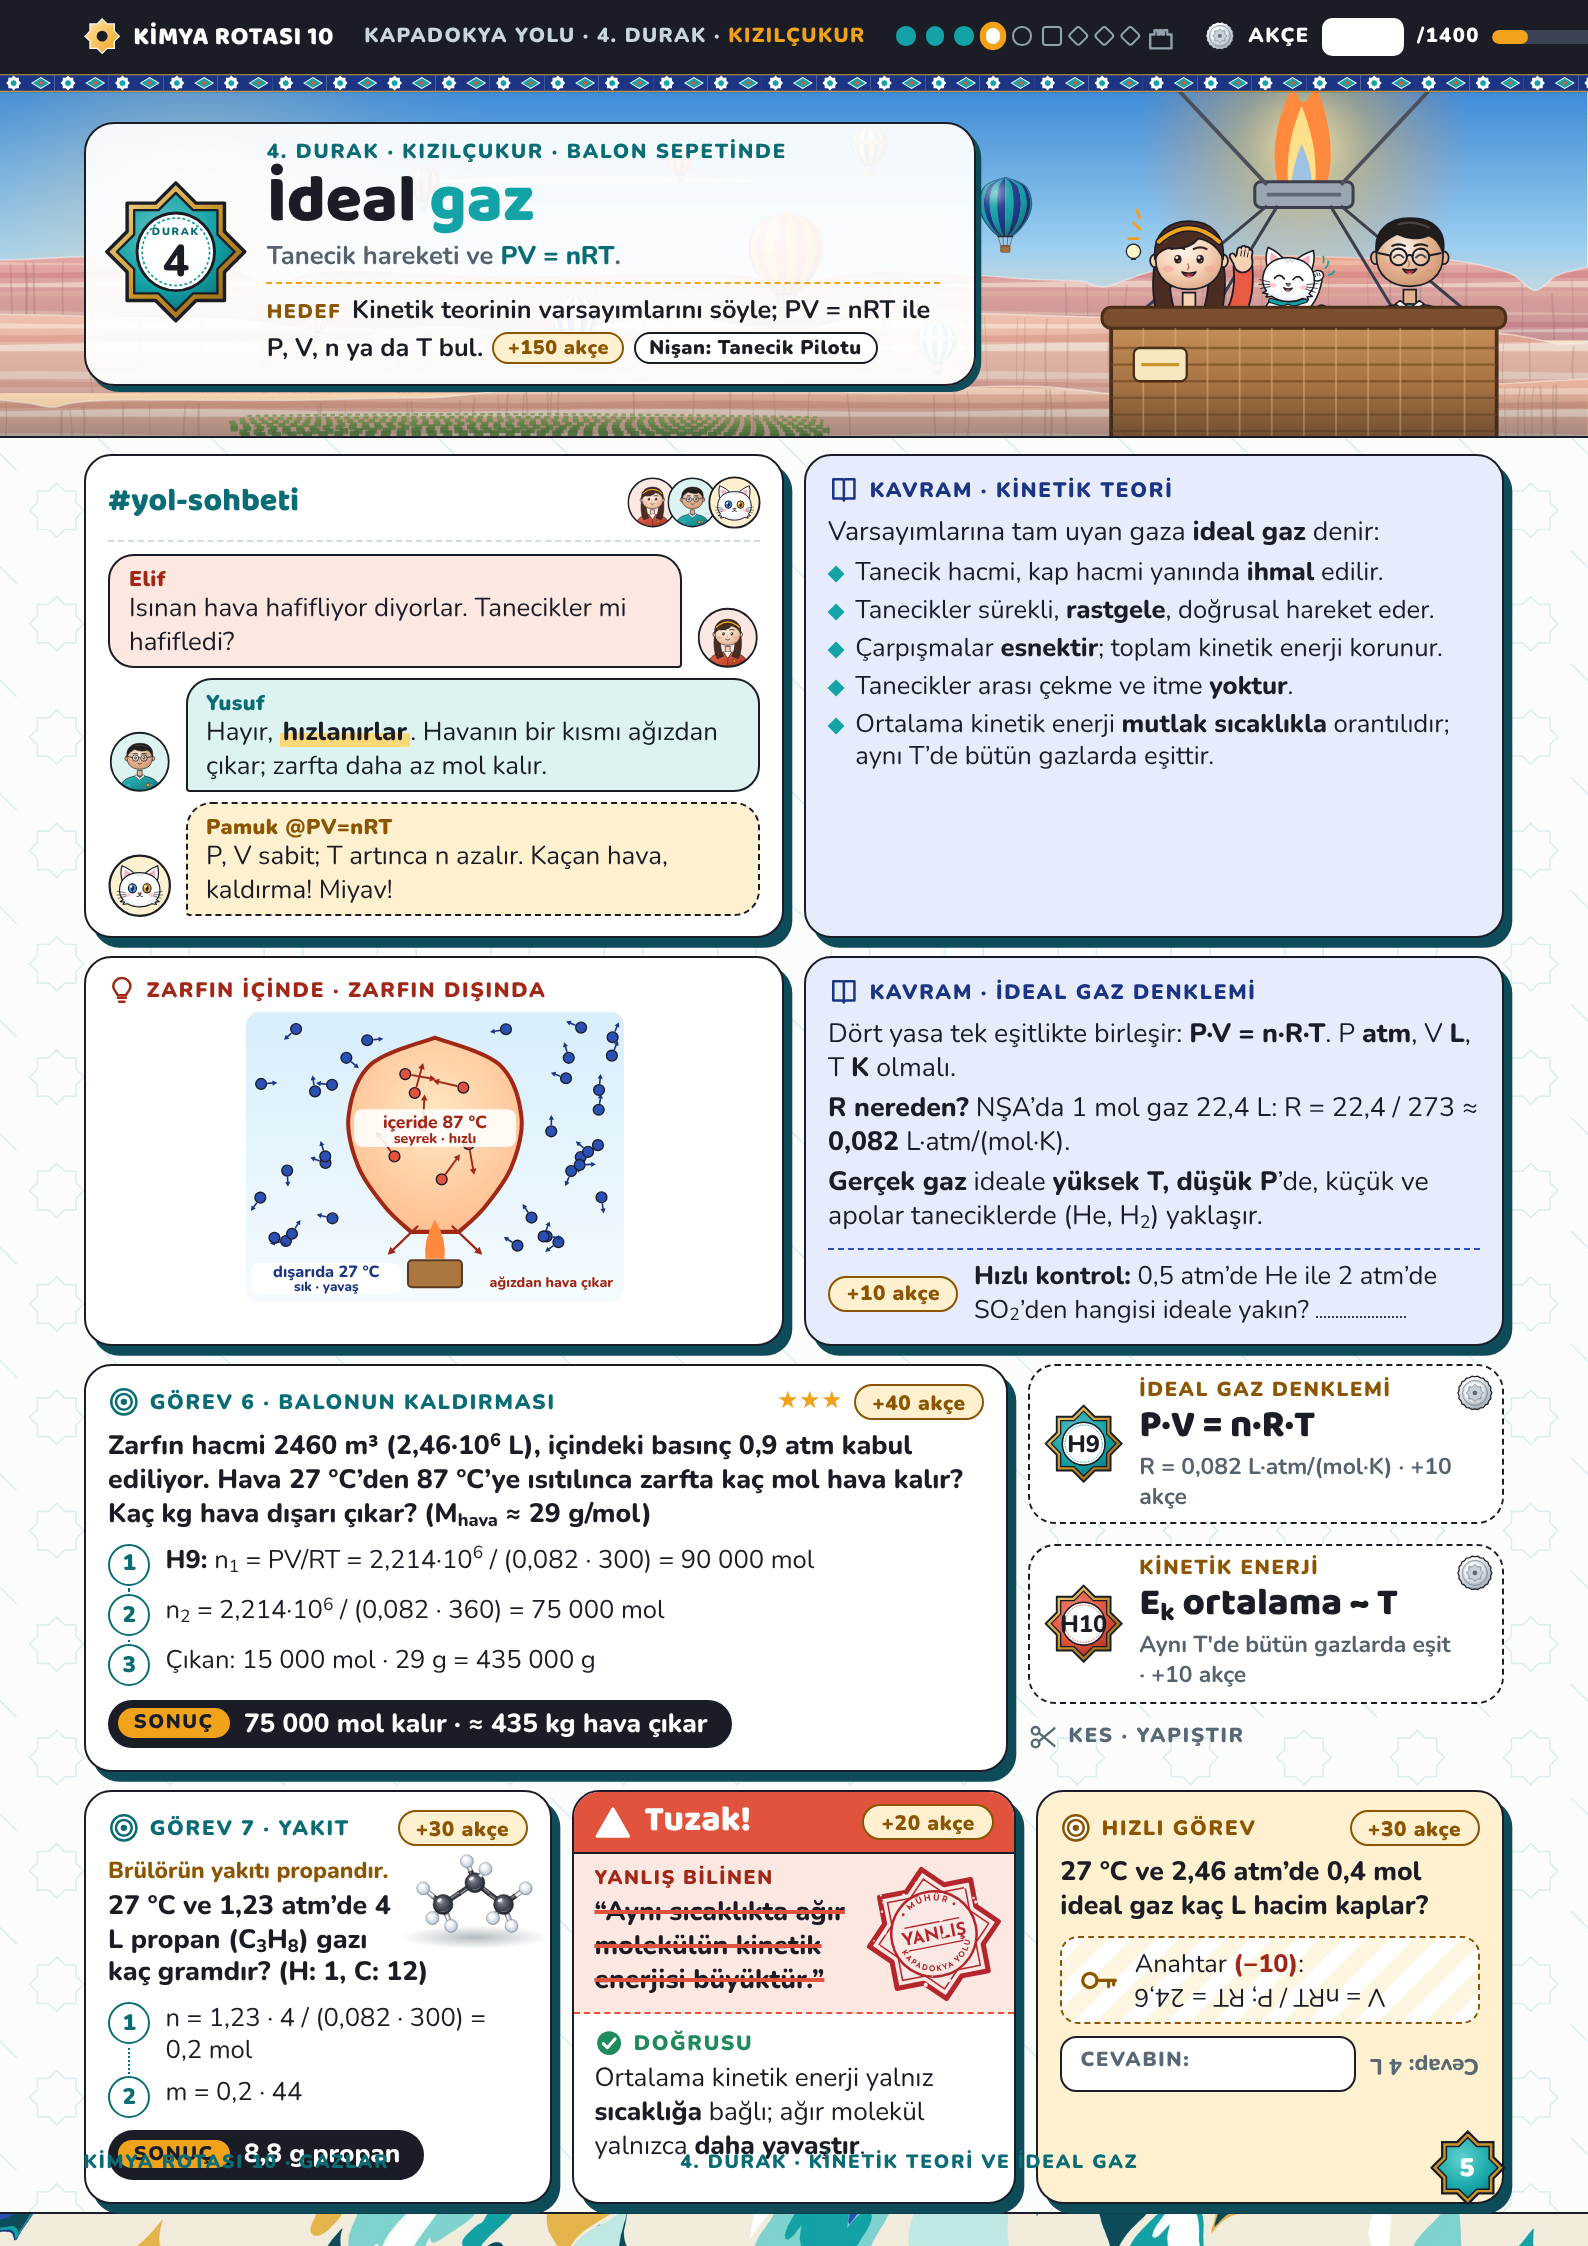 KİMYA ROTASI 10 KAPADOKYA YOLU · 4. DURAK · KIZILÇUKUR AKÇE /1400
4. DURAK · KIZILÇUKUR · BALON SEPETİNDE
DURAK
4
İdeal gaz
Tanecik hareketi ve PV = nRT.
HEDEF Kinetik teorinin varsayımlarını söyle; PV = nRT ile
P, V, n ya da T bul. +150 akçe Nişan: Tanecik Pilotu
#yol-sohbeti
Elif
Isınan hava hafifliyor diyorlar. Tanecikler mi
hafifledi?
Yusuf
Hayır, hızlanırlar. Havanın bir kısmı ağızdan
çıkar; zarfta daha az mol kalır.
Pamuk @PV=nRT
P, V sabit; T artınca n azalır. Kaçan hava,
kaldırma! Miyav!
KAVRAM · KİNETİK TEORİ
Varsayımlarına tam uyan gaza ideal gaz denir:
Tanecik hacmi, kap hacmi yanında ihmal edilir.
Tanecikler sürekli, rastgele, doğrusal hareket eder.
Çarpışmalar esnektir; toplam kinetik enerji korunur.
Tanecikler arası çekme ve itme yoktur.
Ortalama kinetik enerji mutlak sıcaklıkla orantılıdır;
aynı T’de bütün gazlarda eşittir.
ZARFIN İÇİNDE · ZARFIN DIŞINDA
içeride 87 °C
seyrek · hızlı
dışarıda 27 °C
sık · yavaş
ağızdan hava çıkar
KAVRAM · İDEAL GAZ DENKLEMİ
Dört yasa tek eşitlikte birleşir: P·V = n·R·T. P atm, V L,
T K olmalı.
R nereden? NŞA’da 1 mol gaz 22,4 L: R = 22,4 / 273 ≈
0,082 L·atm/(mol·K).
Gerçek gaz ideale yüksek T, düşük P’de, küçük ve
apolar taneciklerde (He, H₂) yaklaşır.
+10 akçe Hızlı kontrol: 0,5 atm’de He ile 2 atm’de
SO₂’den hangisi ideale yakın? ......................
GÖREV 6 · BALONUN KALDIRMASI ★★★ +40 akçe
Zarfın hacmi 2460 m³ (2,46·10⁶ L), içindeki basınç 0,9 atm kabul
ediliyor. Hava 27 °C’den 87 °C’ye ısıtılınca zarfta kaç mol hava kalır?
Kaç kg hava dışarı çıkar? (Mhava ≈ 29 g/mol)
1 H9: n₁ = PV/RT = 2,214·10⁶ / (0,082 · 300) = 90 000 mol
2 n₂ = 2,214·10⁶ / (0,082 · 360) = 75 000 mol
3 Çıkan: 15 000 mol · 29 g = 435 000 g
SONUÇ 75 000 mol kalır · ≈ 435 kg hava çıkar
H9
İDEAL GAZ DENKLEMİ
P·V = n·R·T
R = 0,082 L·atm/(mol·K) · +10
akçe
H10
KİNETİK ENERJİ
Eₖ ortalama ~ T
Aynı T'de bütün gazlarda eşit
· +10 akçe
KES · YAPIŞTIR
GÖREV 7 · YAKIT +30 akçe
Brülörün yakıtı propandır.
27 °C ve 1,23 atm’de 4
L propan (C₃H₈) gazı
kaç gramdır? (H: 1, C: 12)
1 n = 1,23 · 4 / (0,082 · 300) =
0,2 mol
2 m = 0,2 · 44
SONUÇ 8,8 g propan
Tuzak! +20 akçe
YANLIŞ BİLİNEN
“Aynı sıcaklıkta ağır
molekülün kinetik
enerjisi büyüktür.”
MÜHÜR
YANLIŞ
KAPADOKYA YOLU
DOĞRUSU
Ortalama kinetik enerji yalnız
sıcaklığa bağlı; ağır molekül
yalnızca daha yavaştır.
HIZLI GÖREV +30 akçe
27 °C ve 2,46 atm’de 0,4 mol
ideal gaz kaç L hacim kaplar?
Anahtar (−10):
V = nRT / P; RT = 24,6
CEVABIN: Cevap: 4 L
KİMYA ROTASI 10 · GAZLAR 4. DURAK · KİNETİK TEORİ VE İDEAL GAZ 5